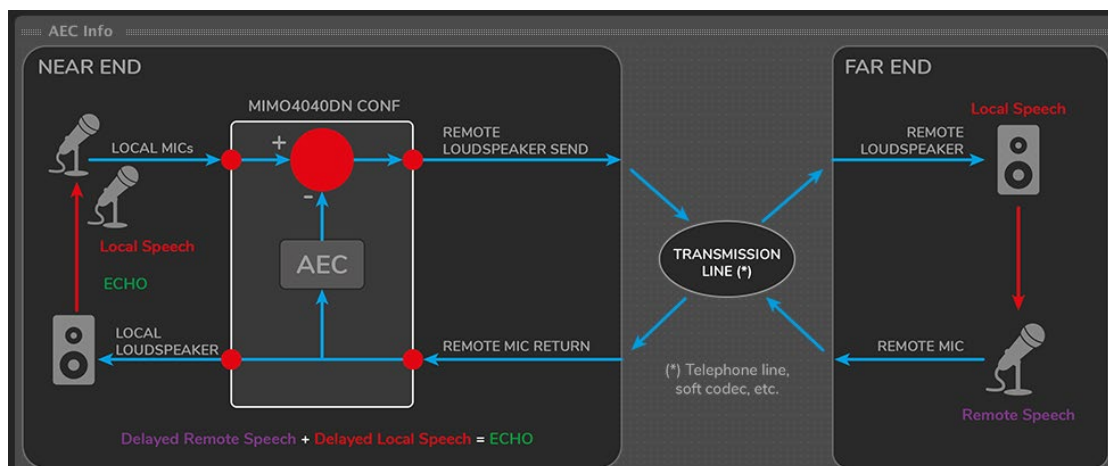 AEC Info
NEAR END
FAR END
MIMO4040DN CONF
+
-
LOCAL MICs
REMOTE
LOUDSPEAKER SEND
REMOTE
LOUDSPEAKER
Local Speech
Local Speech
ECHO
AEC
TRANSMISSION
LINE (*)
LOCAL
LOUDSPEAKER
REMOTE MIC RETURN
REMOTE MIC
(*) Telephone line,
soft codec, etc.
Remote Speech
Delayed Remote Speech + Delayed Local Speech = ECHO